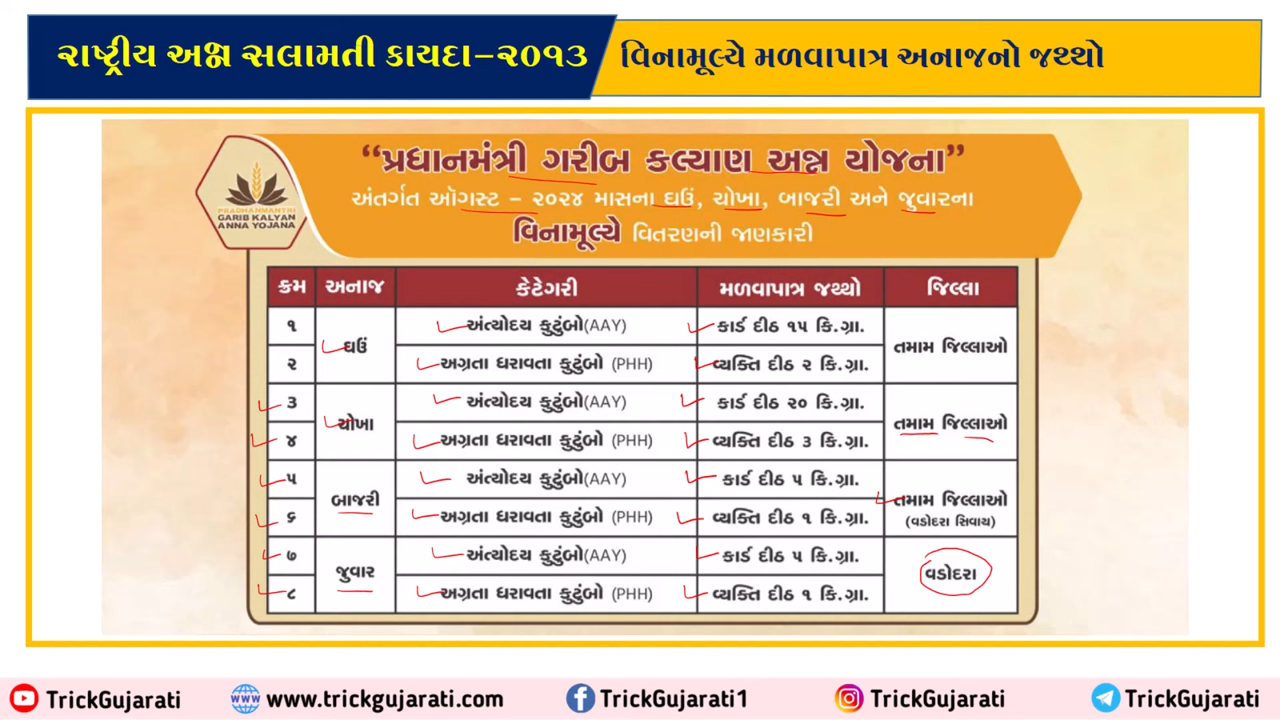 રાષ્ટ્રીય અન્ન સલામતી કાયદા-૨૦૧૩
વિનામૂલ્યે મળવાપાત્ર અનાજનો જથ્થો
PRADHANMANTRI
GARIB KALYAN
ANNA YOJANA
“પ્રધાનમંત્રી ગરીબ કલ્યાણ અન્ન યોજના”
અંતર્ગત ઑગસ્ટ – ૨૦૨૪ માસના ઘઉં, ચોખા, બાજરી અને જુવારના
વિનામૂલ્યે વિતરણની જાણકારી
ક્રમ અનાજ કેટેગરી મળવાપાત્ર જથ્થો જિલ્લા
૧ ઘઉં અંત્યોદય કુટુંબો(AAY) કાર્ડ દીઠ ૧૫ કિ.ગ્રા. તમામ જિલ્લાઓ
૨ અગ્રતા ધરાવતા કુટુંબો (PHH) વ્યક્તિ દીઠ ૨ કિ.ગ્રા.
૩ ચોખા અંત્યોદય કુટુંબો(AAY) કાર્ડ દીઠ ૨૦ કિ.ગ્રા. તમામ જિલ્લાઓ
૪ અગ્રતા ધરાવતા કુટુંબો (PHH) વ્યક્તિ દીઠ ૩ કિ.ગ્રા.
૫ બાજરી અંત્યોદય કુટુંબો(AAY) કાર્ડ દીઠ ૫ કિ.ગ્રા. તમામ જિલ્લાઓ
૬ અગ્રતા ધરાવતા કુટુંબો (PHH) વ્યક્તિ દીઠ ૧ કિ.ગ્રા. (વડોદરા સિવાય)
૭ જુવાર અંત્યોદય કુટુંબો(AAY) કાર્ડ દીઠ ૫ કિ.ગ્રા. વડોદરા
૮ અગ્રતા ધરાવતા કુટુંબો (PHH) વ્યક્તિ દીઠ ૧ કિ.ગ્રા.
TrickGujarati www.trickgujarati.com TrickGujarati1 TrickGujarati TrickGujarati